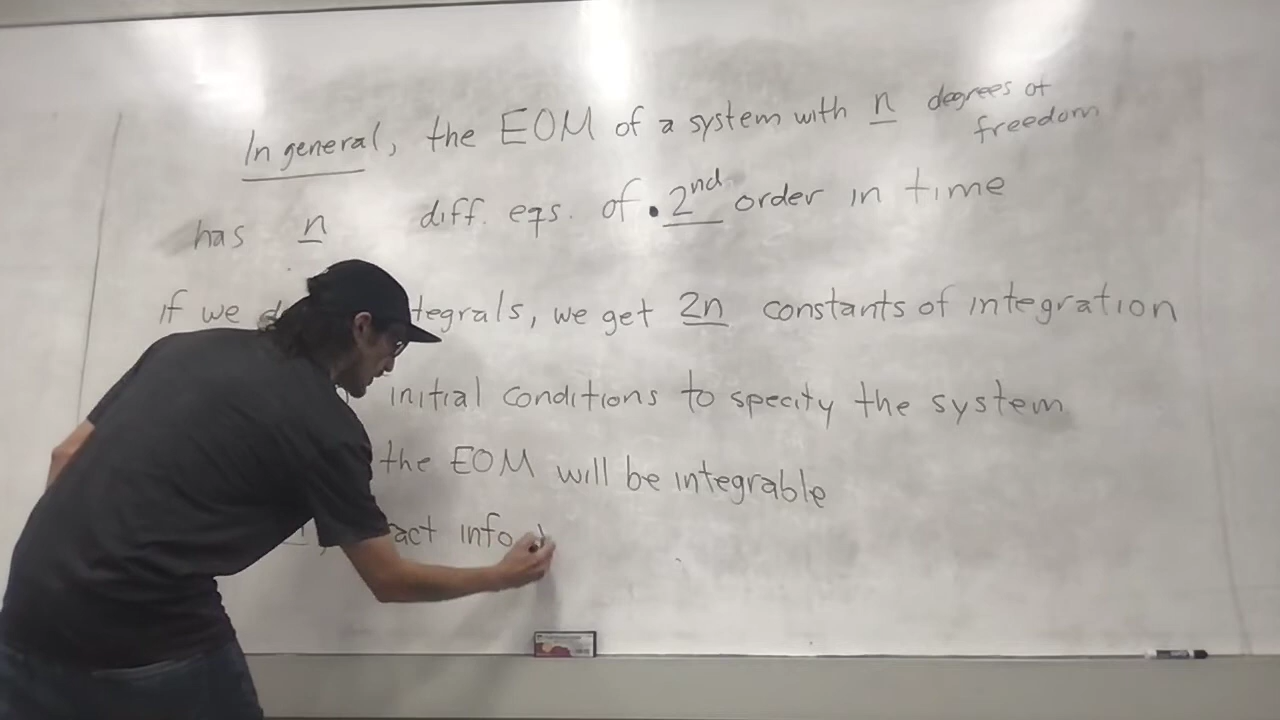 In general, the EOM of a system with n degrees of freedom
has n diff. eqs. of 2nd order in time
If we integrals, we get 2n constants of integration
initial conditions to specify the system
the EOM will be integrable
act info